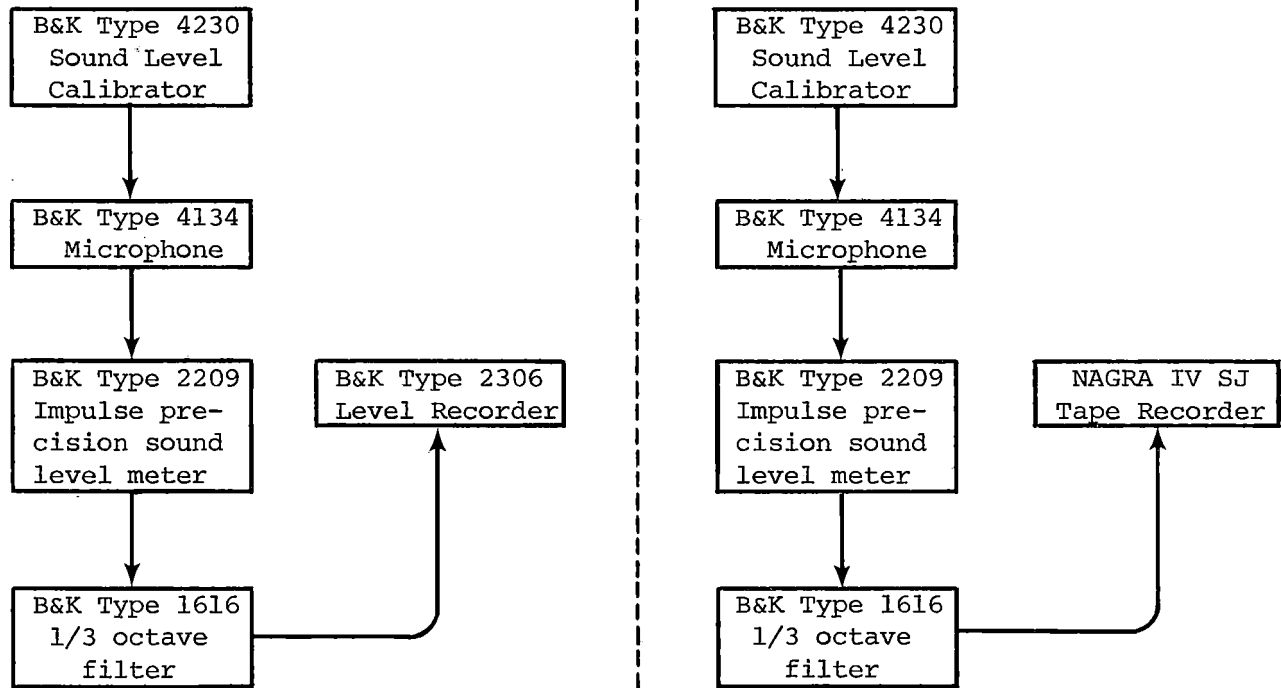 B&K Type 4230
Sound Level
Calibrator
B&K Type 4134
Microphone
B&K Type 2209
Impulse pre-
cision sound
level meter
B&K Type 2306
Level Recorder
B&K Type 1616
1/3 octave
filter
B&K Type 4230
Sound Level
Calibrator
B&K Type 4134
Microphone
B&K Type 2209
Impulse pre-
cision sound
level meter
NAGRA IV SJ
Tape Recorder
B&K Type 1616
1/3 octave
filter